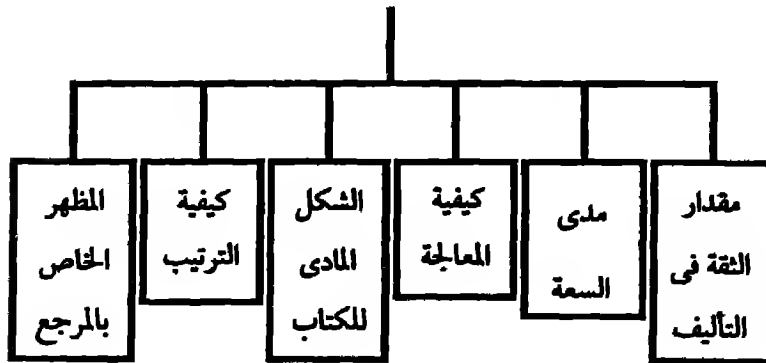 مقدار
الثقة فى
التأليف
مدى
السعة
كيفية
المعالجة
الشكل
المادى
للكتاب
كيفية
الترتيب
المظهر
الخاص
بالمرجع